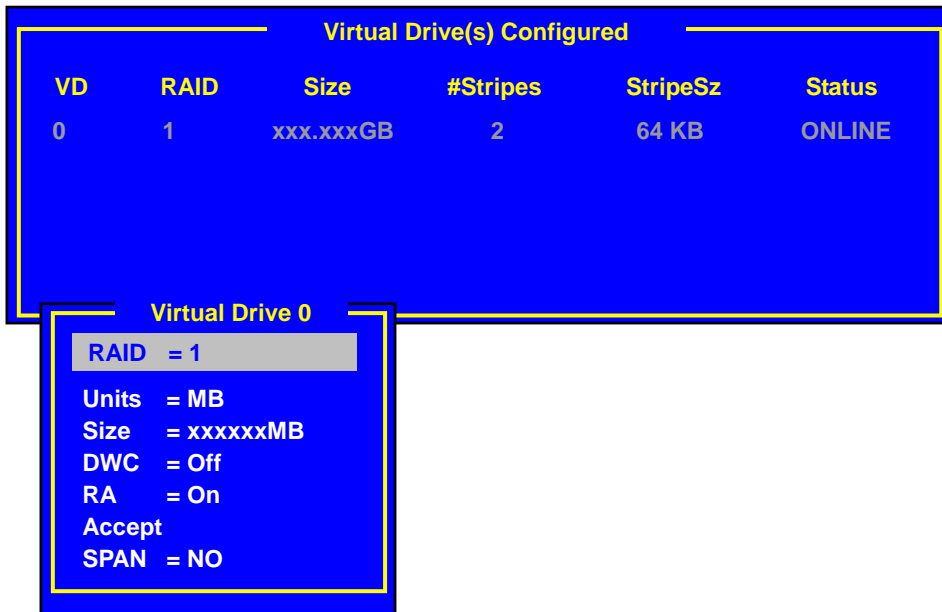 Virtual Drive(s) Configured
VD RAID Size #Stripes StripeSz Status
0 1 xxx.xxxGB 2 64 KB ONLINE
Virtual Drive 0
RAID = 1
Units = MB
Size = xxxxxxMB
DWC = Off
RA = On
Accept
SPAN = NO